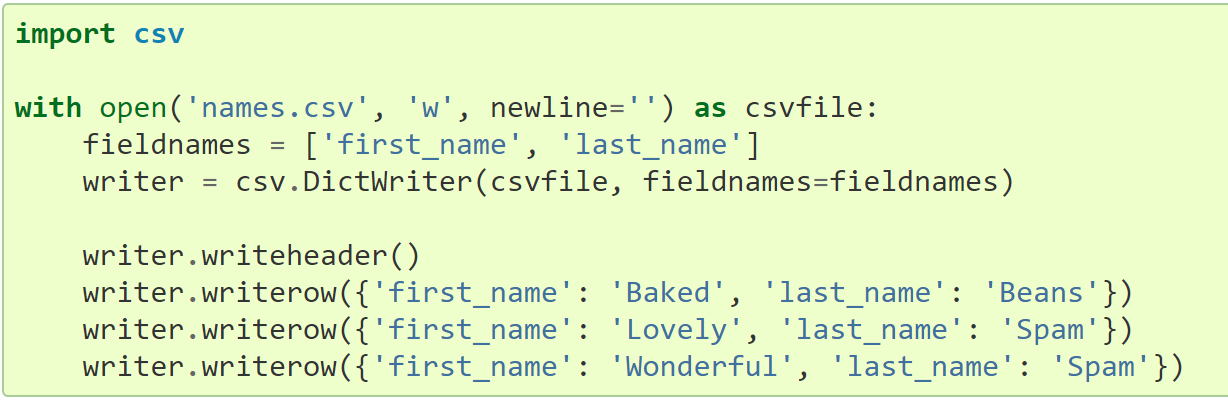 import csv

with open('names.csv', 'w', newline='') as csvfile:
    fieldnames = ['first_name', 'last_name']
    writer = csv.DictWriter(csvfile, fieldnames=fieldnames)

    writer.writeheader()
    writer.writerow({'first_name': 'Baked', 'last_name': 'Beans'})
    writer.writerow({'first_name': 'Lovely', 'last_name': 'Spam'})
    writer.writerow({'first_name': 'Wonderful', 'last_name': 'Spam'})